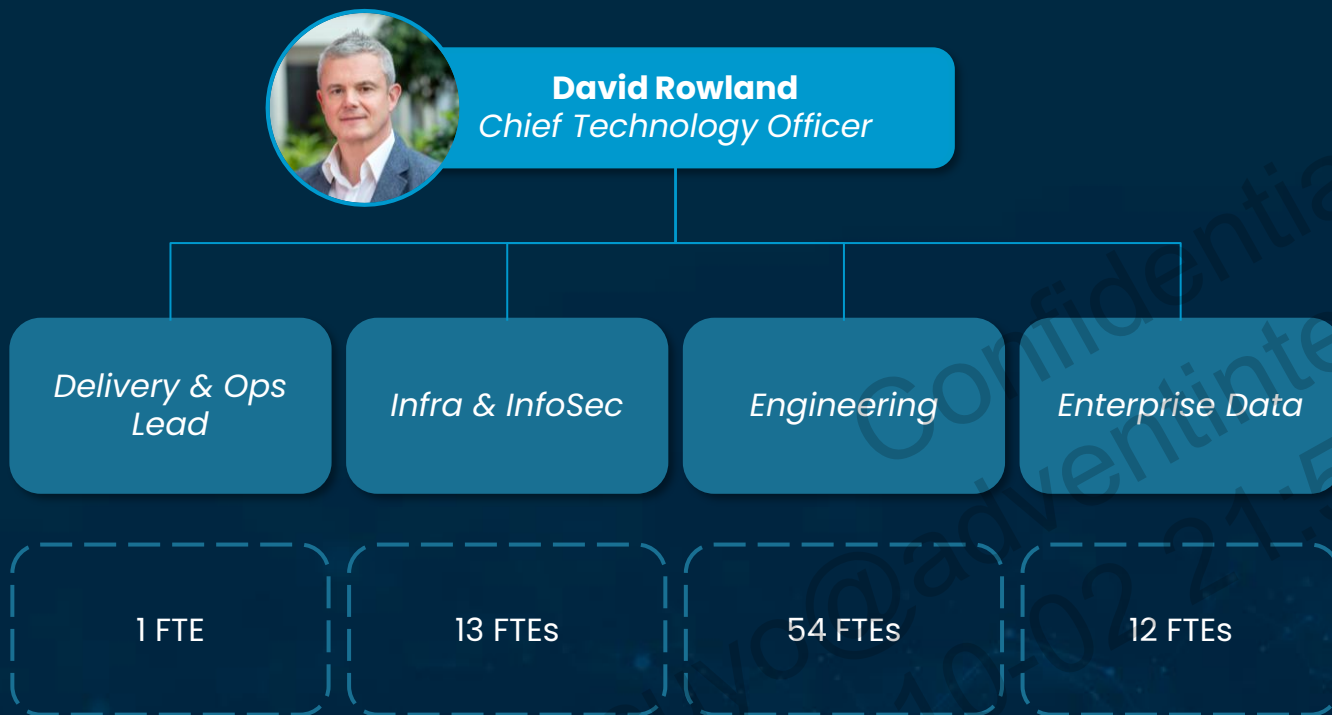 David Rowland
Chief Technology Officer
Delivery & Ops
Lead
Infra & InfoSec
Engineering
Enterprise Data
1 FTE
13 FTEs
54 FTEs
12 FTEs